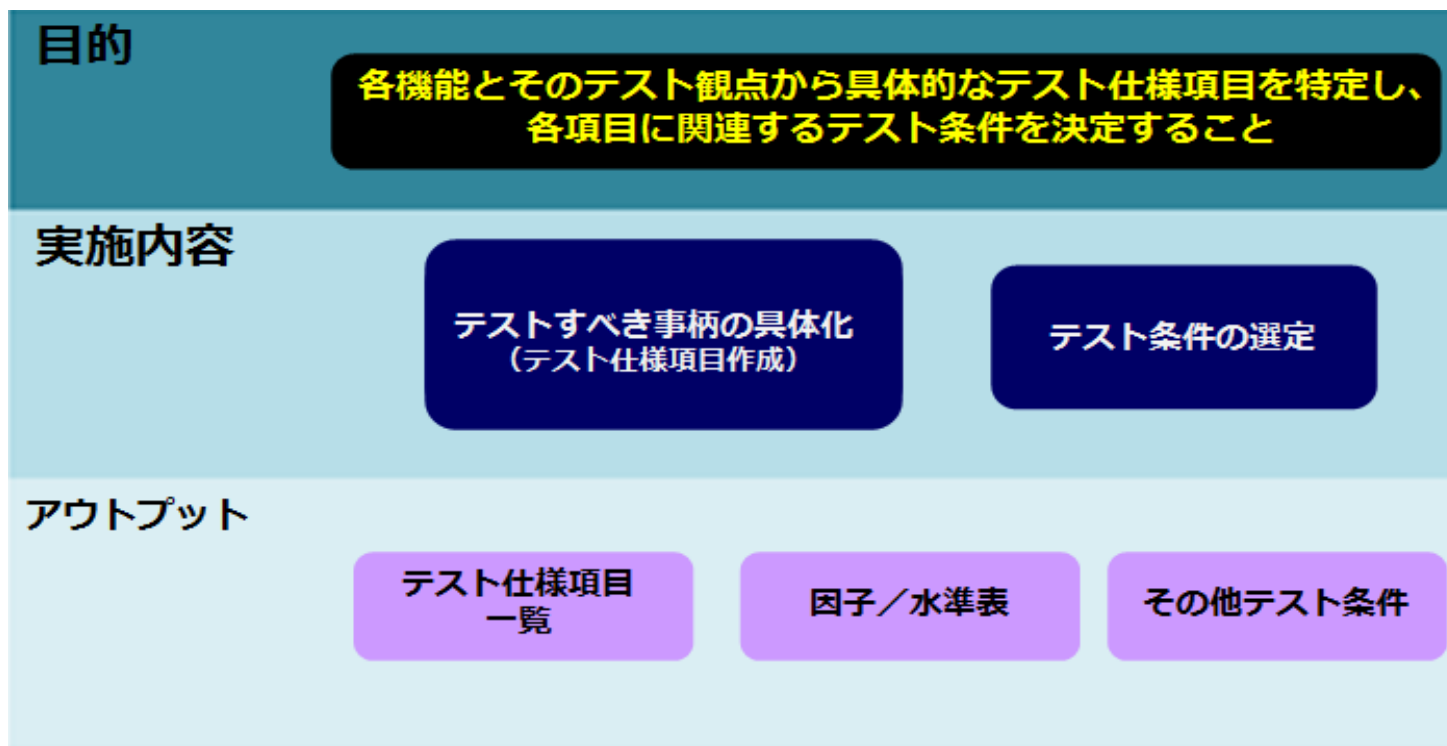 目的
各機能とそのテスト観点から具体的なテスト仕様項目を特定し、
各項目に関連するテスト条件を決定すること
実施内容
テストすべき事柄の具体化
（テスト仕様項目作成）
テスト条件の選定
アウトプット
テスト仕様項目
一覧
因子／水準表
その他テスト条件